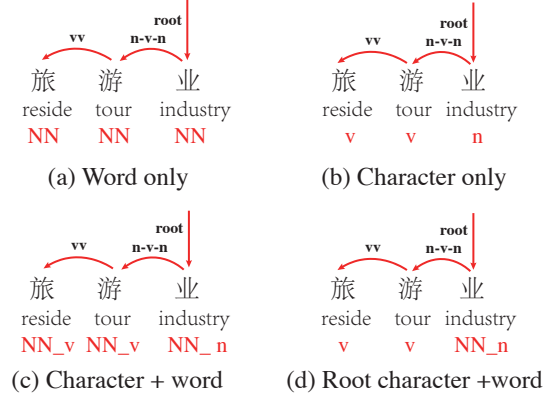 root
vv n-v-n
旅 游 业
reside tour industry
NN NN NN
(a) Word only
root
vv n-v-n
旅 游 业
reside tour industry
v v n
(b) Character only
root
vv n-v-n
旅 游 业
reside tour industry
NN_v NN_v NN_ n
(c) Character + word
root
vv n-v-n
旅 游 业
reside tour industry
v v NN_n
(d) Root character +word